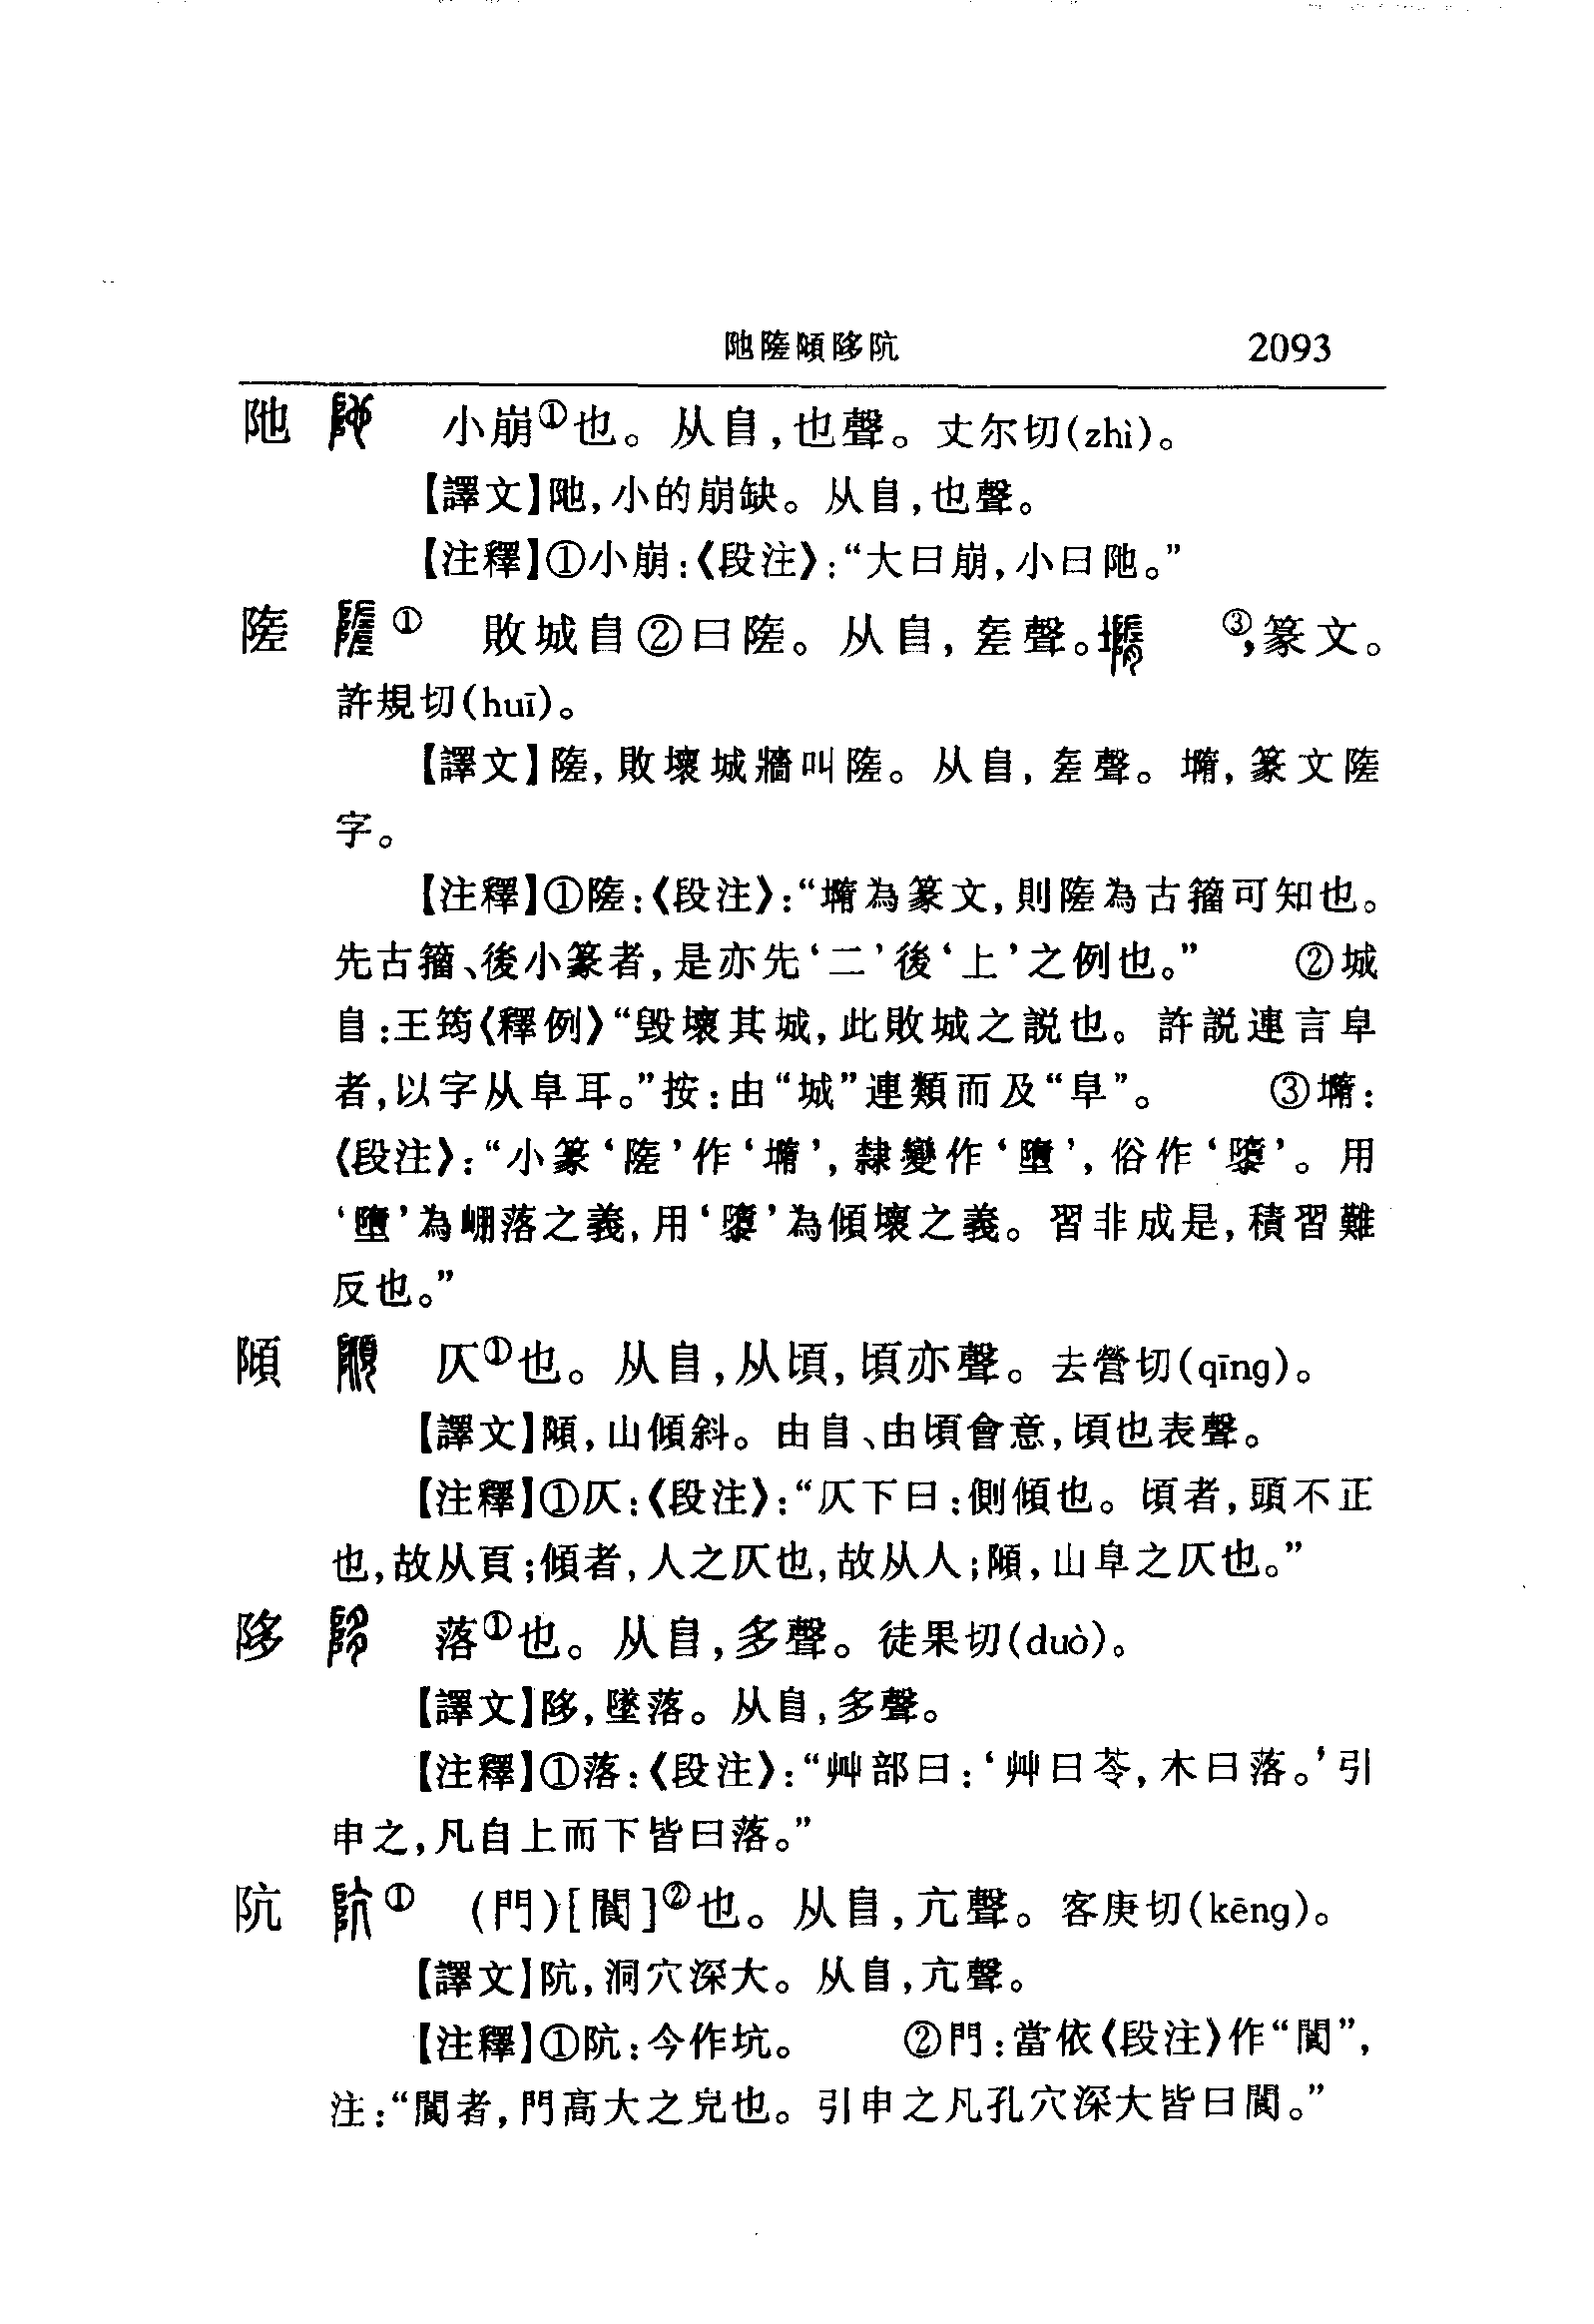 阤隓𨻺陊阬 2093
阤 小崩①也。从𨸏,也聲。丈尔切(zhì)。
【譯文】阤,小的崩缺。从𨸏,也聲。
【注釋】①小崩:《段注》:“大曰崩,小曰阤。”
隓 ① 敗城𨸏②曰隓。从𨸏,𡐦聲。 ③,篆文。
許規切(huī)。
【譯文】隓,敗壞城牆叫隓。从𨸏,聲。㙐,篆文隓
字。
【注釋】①隓:《段注》:“㙐為篆文,則隓為古籀可知也。
先古籀、後小篆者,是亦先‘二’後‘上’之例也。” ②城
𨸏:王筠《釋例》“毁壞其城,此敗城之説也。許説連言阜
者,以字从阜耳。”按:由“城”連類而及“阜”。 ③㙐:
《段注》:“小篆‘隓’作‘㙐’,隸變作‘墮’,俗作‘隳’。用
‘墮’為崩落之義,用‘隳’為傾壞之義。習非成是,積習難
反也。”
𨻺 仄①也。从𨸏,从頃,頃亦聲。去營切(qīng)。
【譯文】𨻺,山傾斜。由𨸏、由頃會意,頃也表聲。
【注釋】①仄:《段注》:“仄下曰:側傾也。頃者,頭不正
也,故从頁;傾者,人之仄也,故从人;𨻺,山阜之仄也。”
陊 落①也。从𨸏,多聲。徒果切(duò)。
【譯文】陊,墜落。从𨸏,多聲。
【注釋】①落:《段注》:“艸部曰:‘艸曰苓,木曰落。’引
申之,凡自上而下皆曰落。”
阬 ① (門)[閬]②也。从𨸏,亢聲。客庚切(kēng)。
【譯文】阬,洞穴深大。从𨸏,亢聲。
【注釋】①阬:今作坑。 ②門:當依《段注》作“閬”,
注:“閬者,門高大之皃也。引申之凡孔穴深大皆曰閬。”